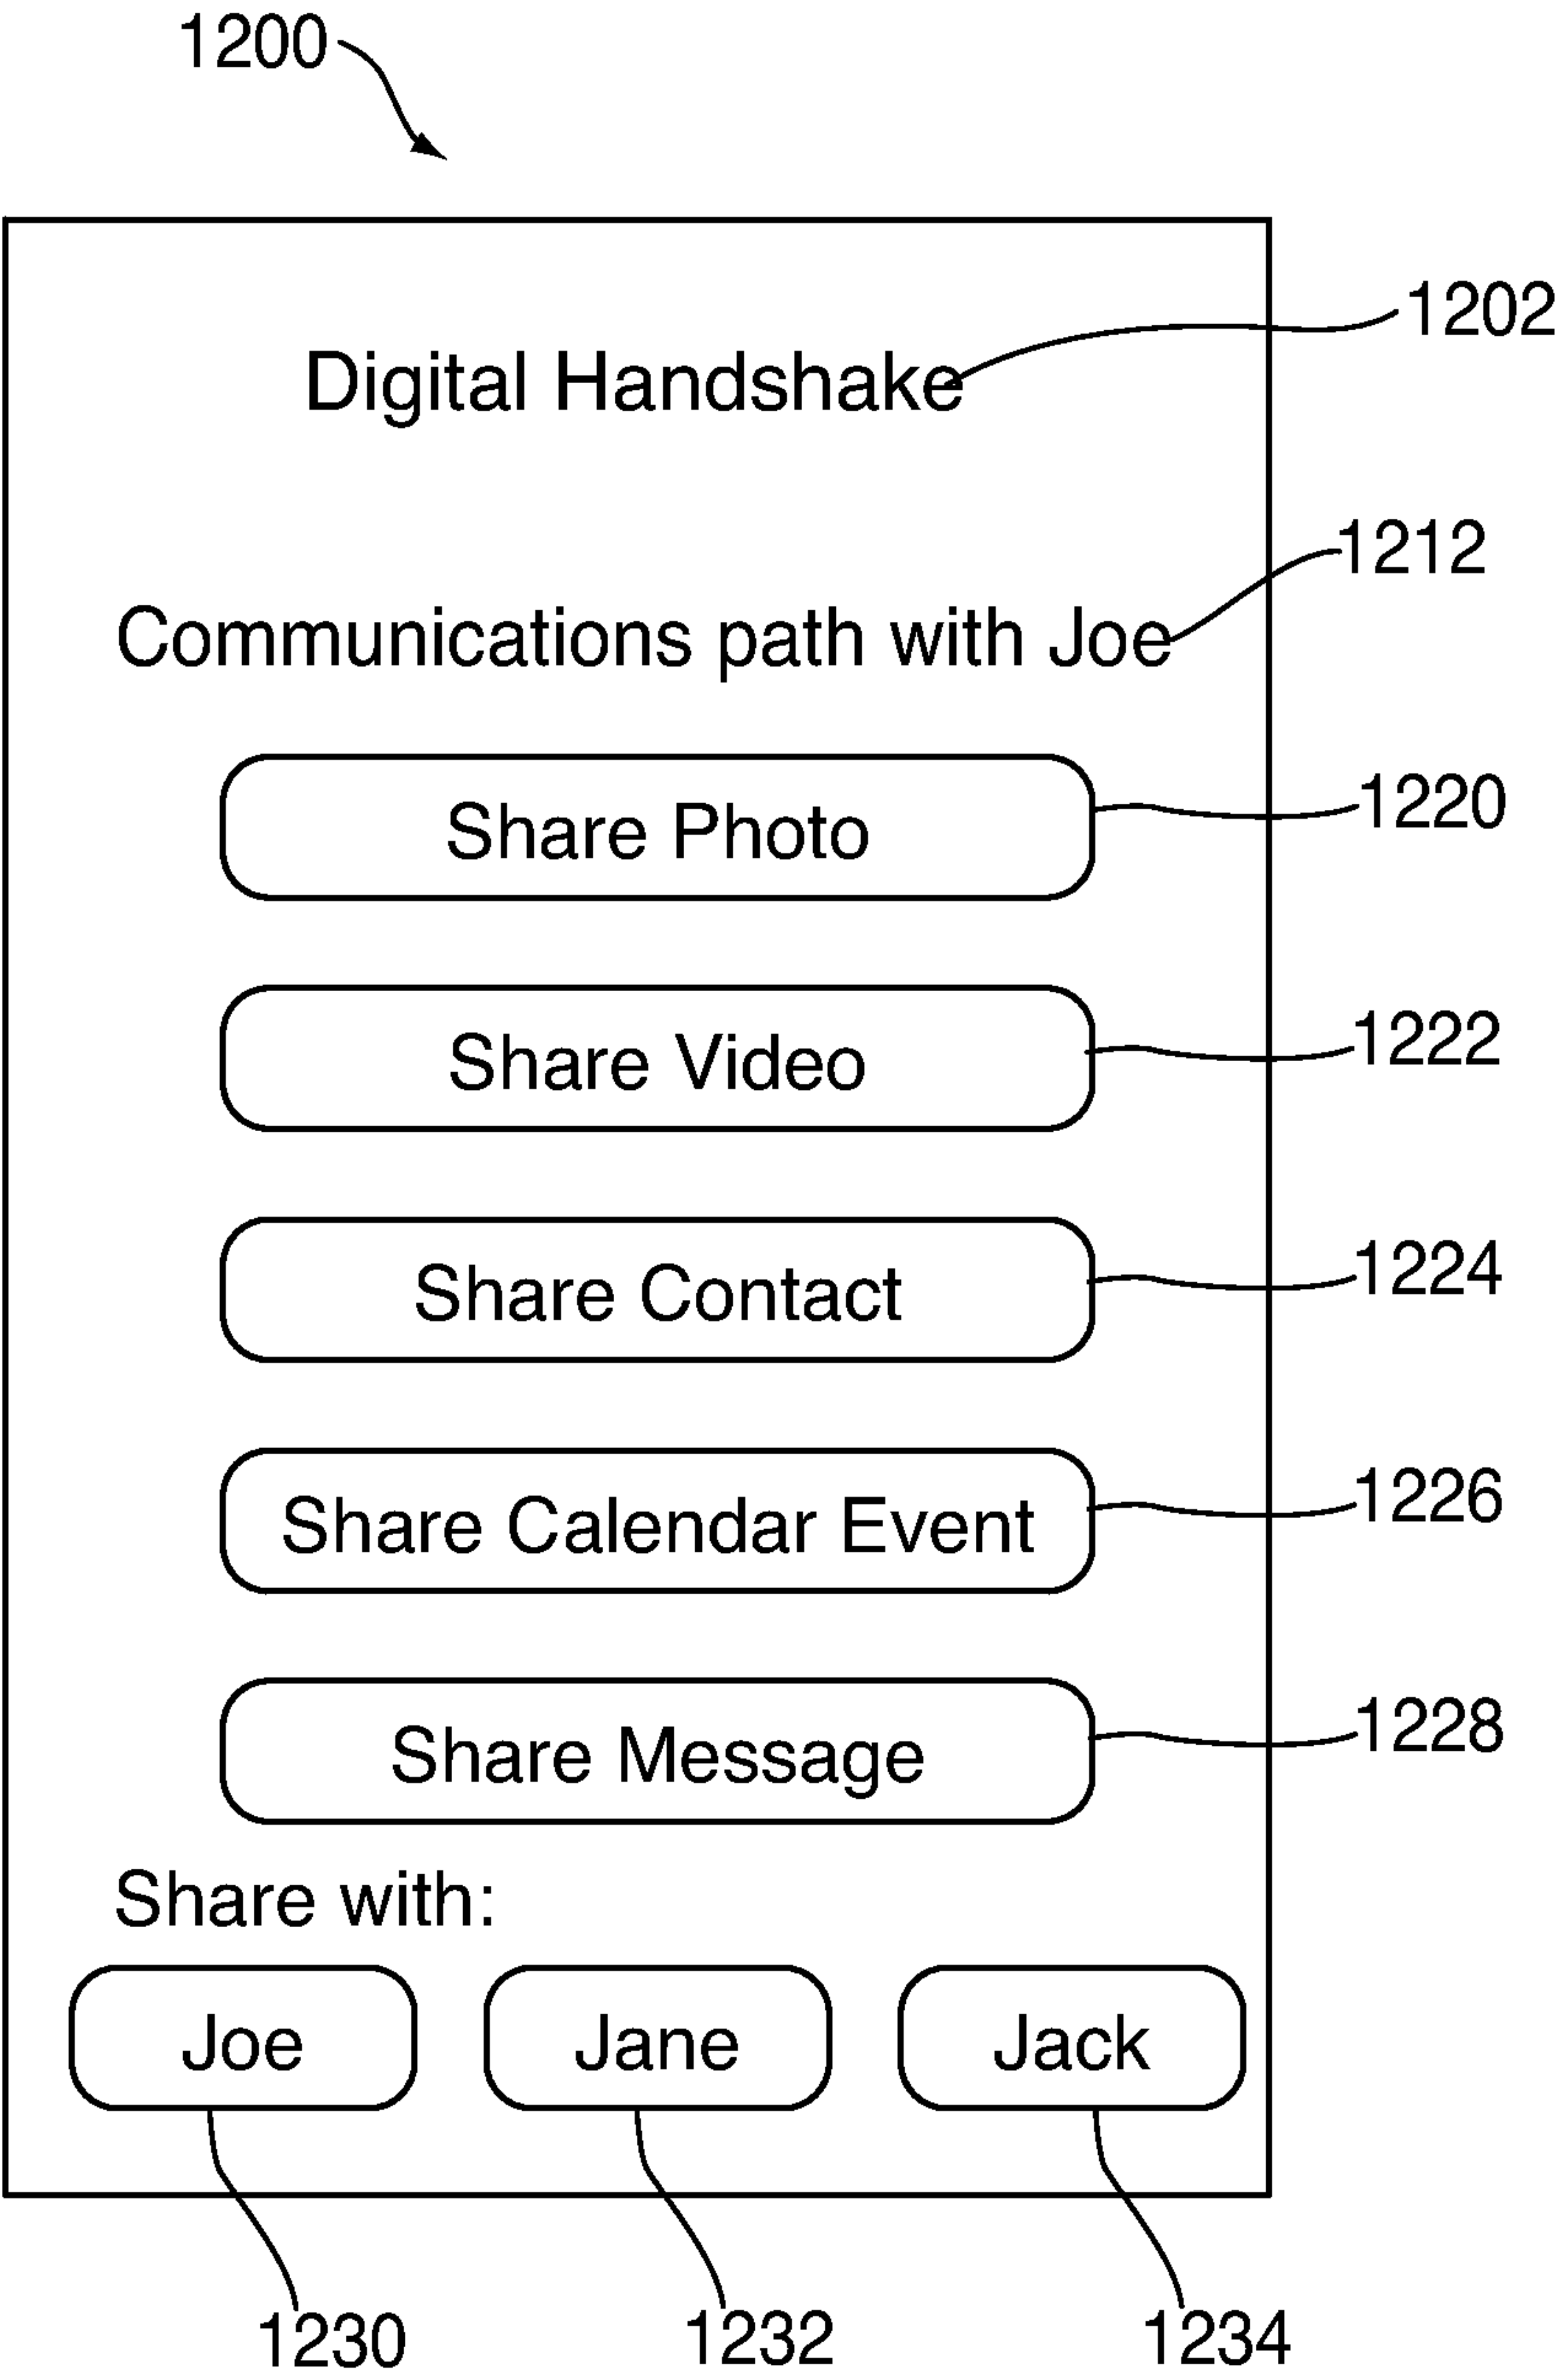 1200
1202
Digital Handshake
1212
Communications path with Joe
Share Photo
1220
Share Video
1222
Share Contact
1224
Share Calendar Event
1226
Share Message
1228
Share with:
Joe Jane Jack
1230 1232 1234